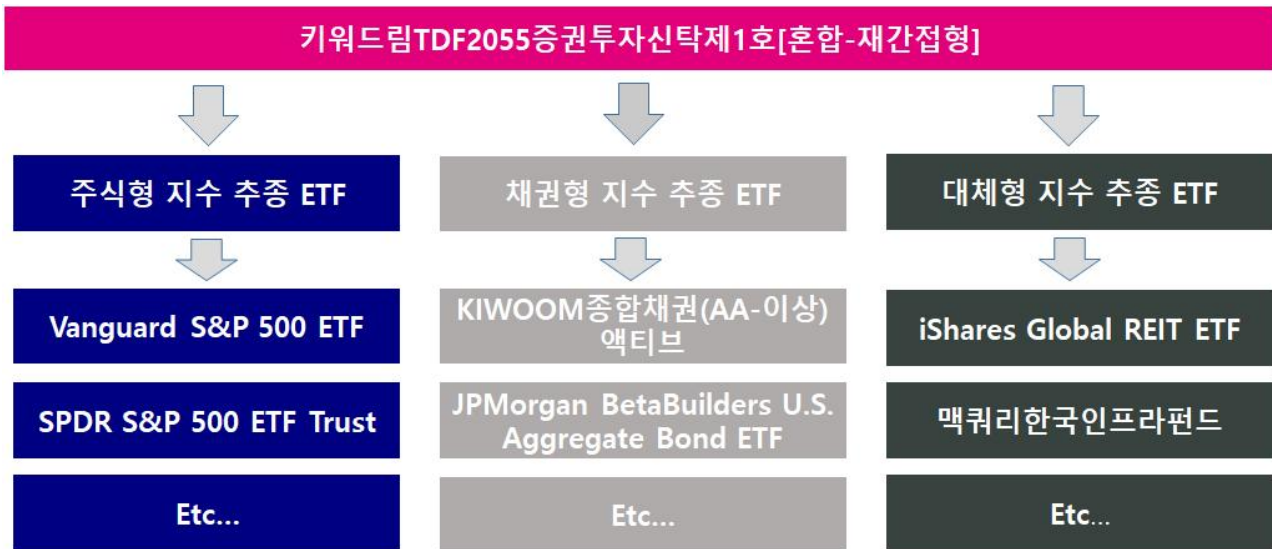 키워드림TDF2055증권투자신탁제1호[혼합-재간접형]
주식형 지수 추종 ETF
채권형 지수 추종 ETF
대체형 지수 추종 ETF
Vanguard S&P 500 ETF
KIWOOM종합채권(AA-이상)
액티브
iShares Global REIT ETF
SPDR S&P 500 ETF Trust
JPMorgan BetaBuilders U.S.
Aggregate Bond ETF
맥쿼리한국인프라펀드
Etc...
Etc...
Etc...